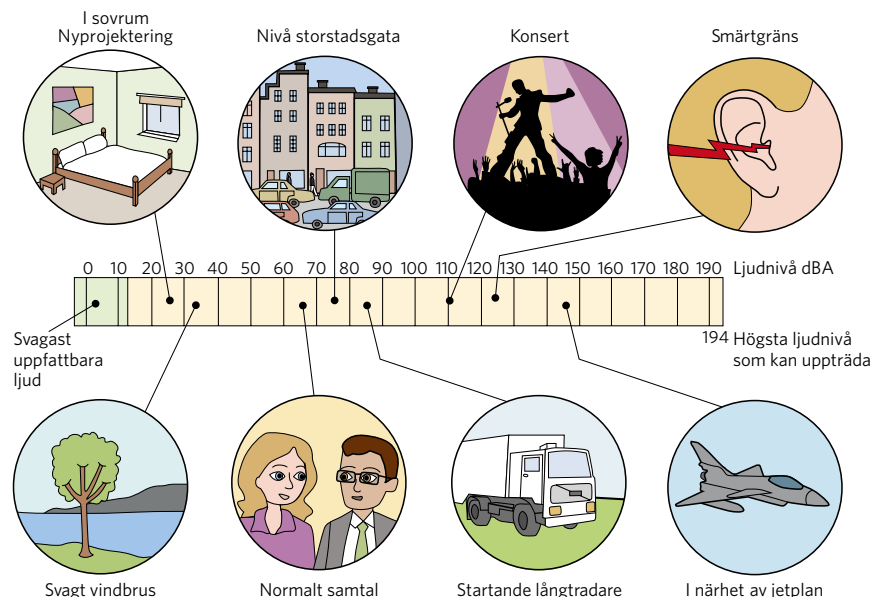 I sovrum
Nyprojektering
Nivå storstadsgata
Konsert
Smärtgräns
0 10 20 30 40 50 60 70 80 90 100 110 120 130 140 150 160 170 180 190 Ljudnivå dBA
Svagast
uppfattbara
ljud
194 Högsta ljudnivå
som kan uppträda
Svagt vindbrus
Normalt samtal
Startande långtradare
I närhet av jetplan